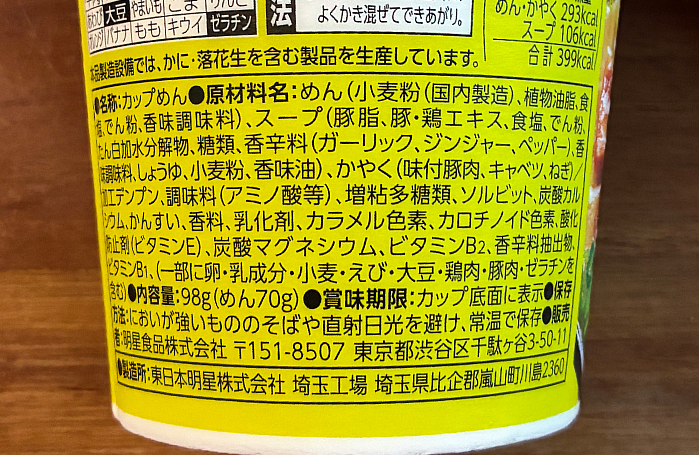 大豆 やまいも ごま りんご
バナナ もも キウイ ゼラチン
法
よくかき混ぜてできあがり。
めん・かやく 293kcal
スープ 106kcal
合計 399kcal
本品製造設備では、かに・落花生を含む製品を生産しています。
●名称:カップめん●原材料名:めん(小麦粉(国内製造)、植物油脂、食
塩、でん粉、香味調味料)、スープ(豚脂、豚・鶏エキス、食塩、でん粉、
たん白加水分解物、糖類、香辛料(ガーリック、ジンジャー、ペッパー)、香
味調味料、しょうゆ、小麦粉、香味油)、かやく(味付豚肉、キャベツ、ねぎ)/
加工デンプン、調味料(アミノ酸等)、増粘多糖類、ソルビット、炭酸カル
シウム、かんすい、香料、乳化剤、カラメル色素、カロチノイド色素、酸化
防止剤(ビタミンE)、炭酸マグネシウム、ビタミンB2、香辛料抽出物、
ビタミンB1、(一部に卵・乳成分・小麦・えび・大豆・鶏肉・豚肉・ゼラチンを
含む)●内容量:98g(めん70g)●賞味期限:カップ底面に表示●保存
方法:においが強いもののそばや直射日光を避け、常温で保存●販売
者:明星食品株式会社 〒151-8507 東京都渋谷区千駄ヶ谷3-50-11
●製造所:東日本明星株式会社 埼玉工場 埼玉県比企郡嵐山町川島2360